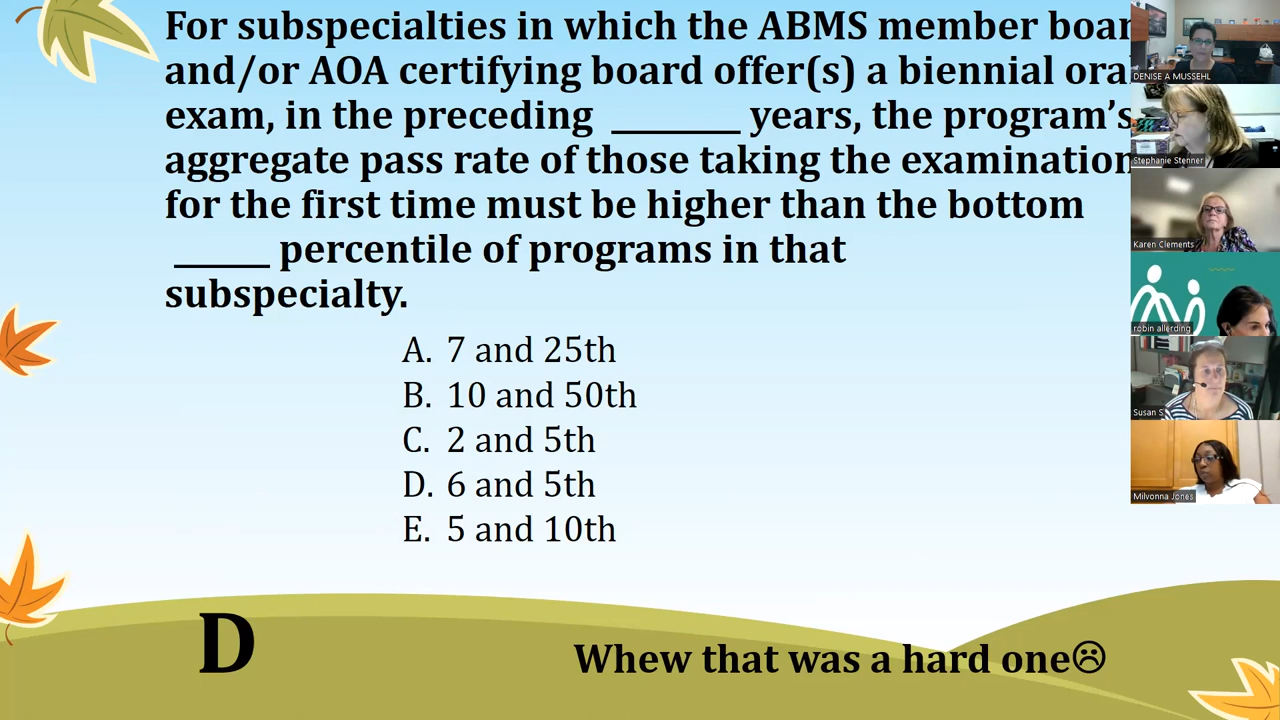 For subspecialties in which the ABMS member boar
and/or AOA certifying board offer(s) a biennial ora
exam, in the preceding ______ years, the program's
aggregate pass rate of those taking the examination
for the first time must be higher than the bottom
_____ percentile of programs in that
subspecialty.
A. 7 and 25th
B. 10 and 50th
C. 2 and 5th
D. 6 and 5th
E. 5 and 10th
D
Whew that was a hard one☹
DENISE A MUSSEHL
Stephanie Stenner
Karen Clements
robin allerding
Susan S
Milvonna Jones